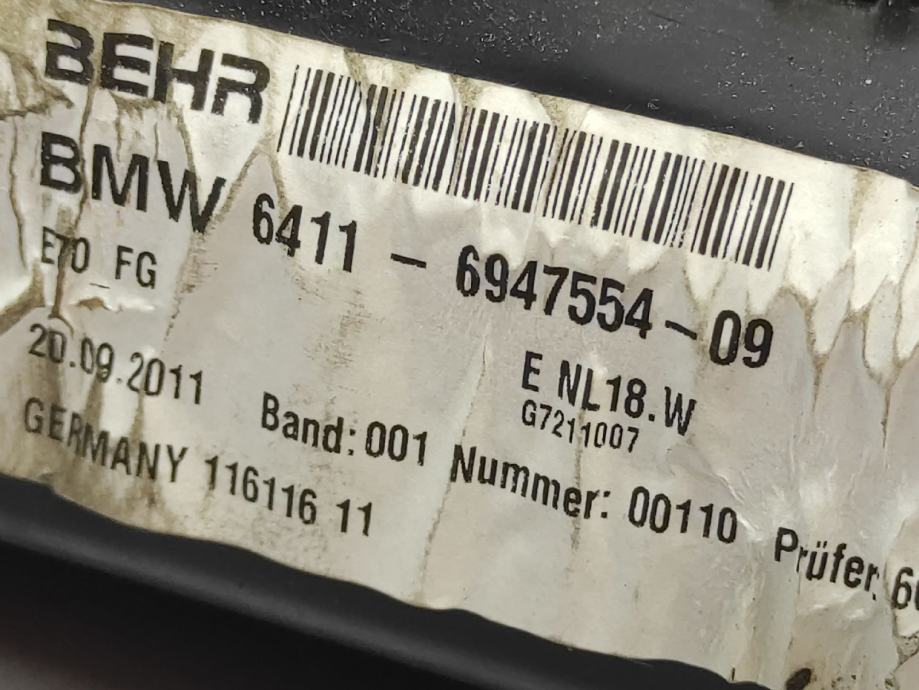 BEHR
BMW 6411 - 6947554-09
E70 FG
E NL18.W
G7211007
20.09.2011 Band:001 Nummer: 00110 Prüfer:
GERMANY 116116 11